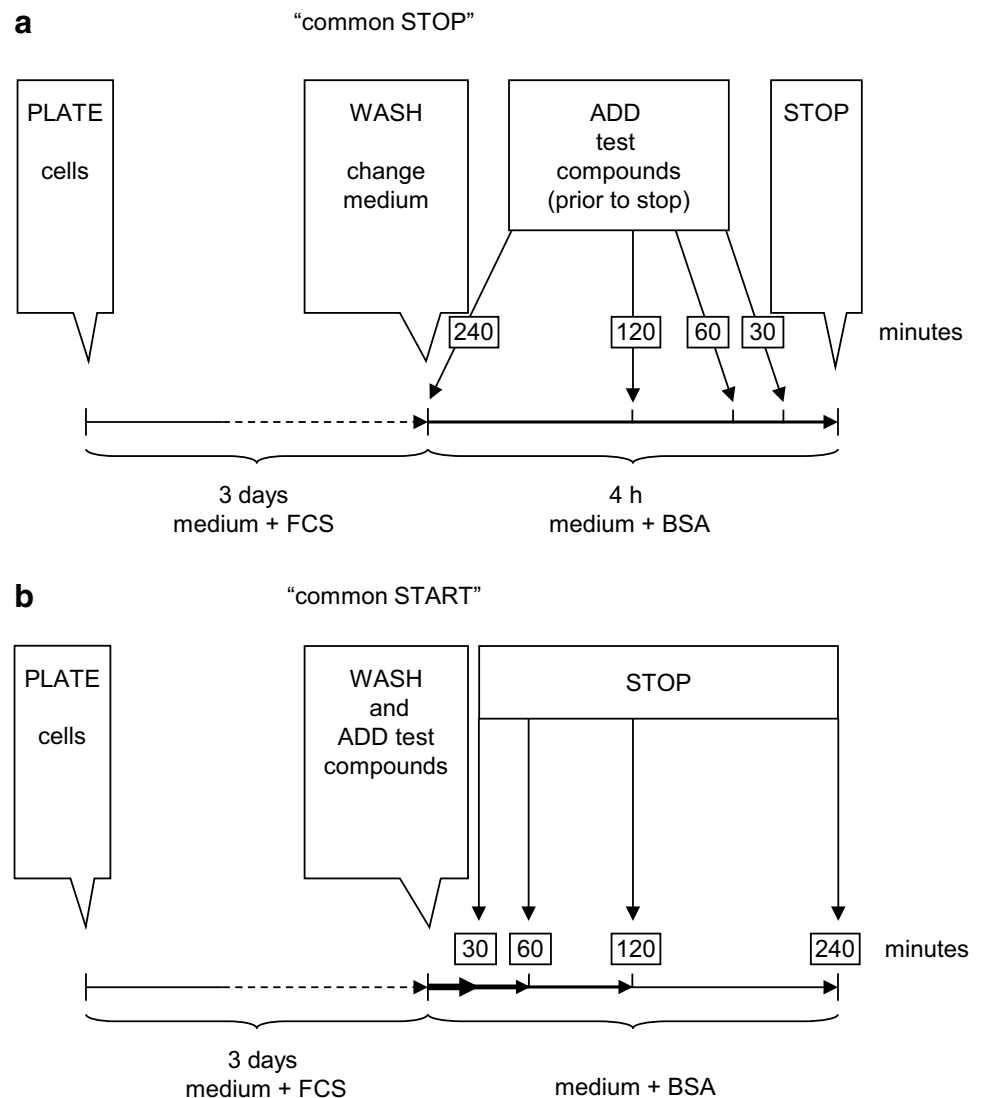 a
“common STOP”
PLATE
cells
WASH
change
medium
ADD
test
compounds
(prior to stop)
STOP
240
120
60
30
minutes
3 days
medium + FCS
4 h
medium + BSA
b
“common START”
PLATE
cells
WASH
and
ADD test
compounds
STOP
30
60
120
240
minutes
3 days
medium + FCS
medium + BSA